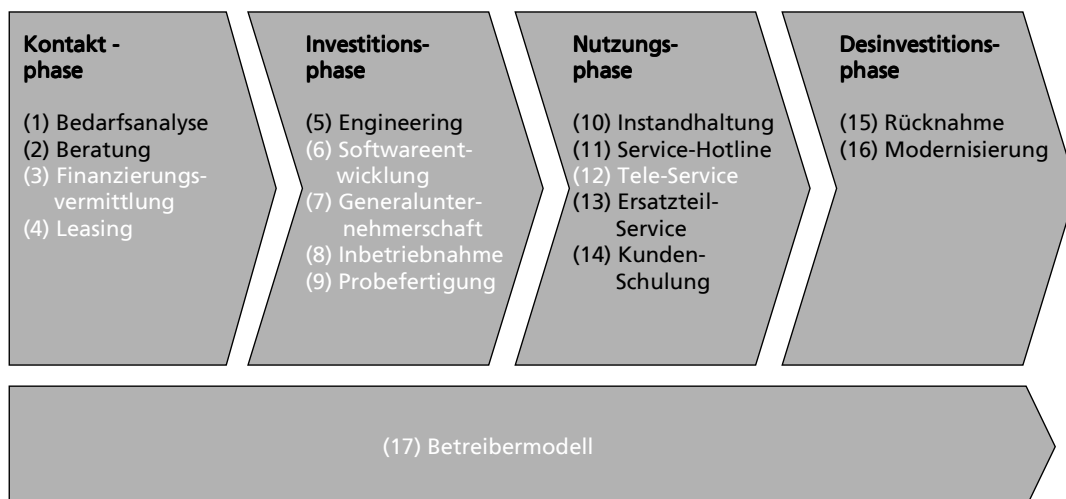 Kontakt -
phase
(1) Bedarfsanalyse
(2) Beratung
(3) Finanzierungs-
vermittlung
(4) Leasing
Investitions-
phase
(5) Engineering
(6) Softwareent-
wicklung
(7) Generalunter-
nehmerschaft
(8) Inbetriebnahme
(9) Probefertigung
Nutzungs-
phase
(10) Instandhaltung
(11) Service-Hotline
(12) Tele-Service
(13) Ersatzteil-
Service
(14) Kunden-
Schulung
Desinvestitions-
phase
(15) Rücknahme
(16) Modernisierung
(17) Betreibermodell